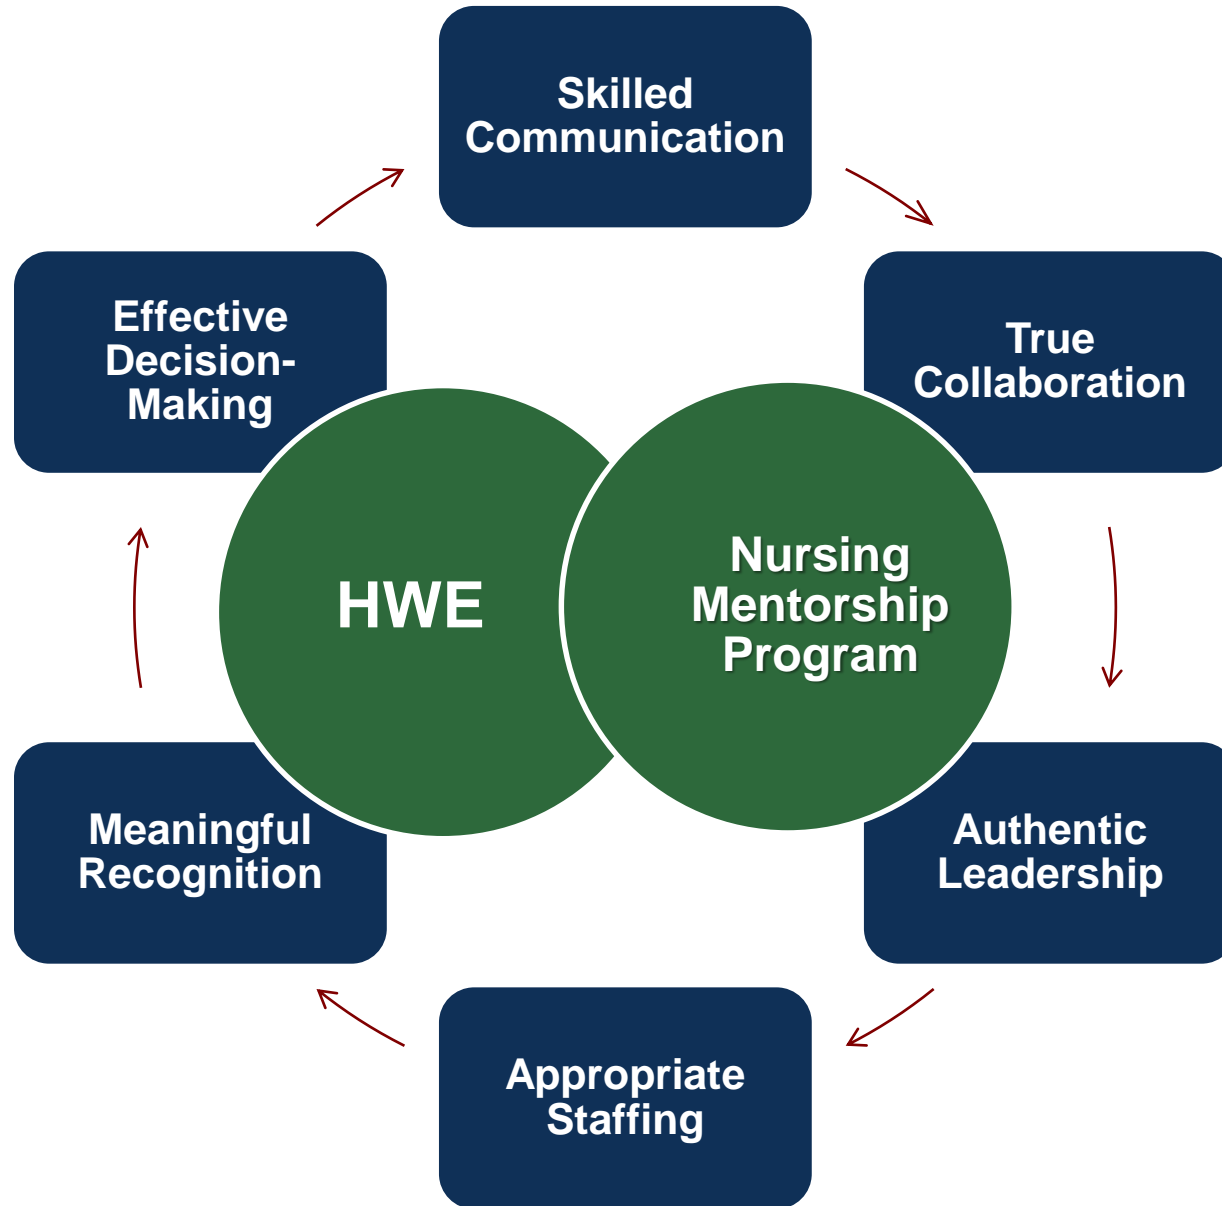 Skilled
Communication
Effective
Decision-
Making
True
Collaboration
HWE
Nursing
Mentorship
Program
Meaningful
Recognition
Authentic
Leadership
Appropriate
Staffing